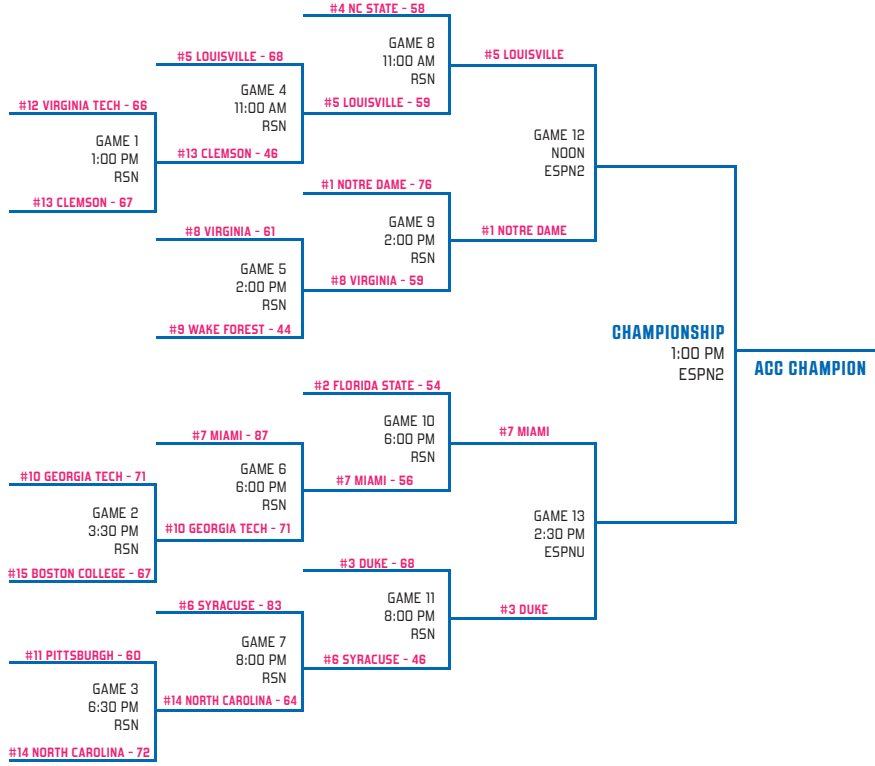 #4 NC STATE - 58
GAME 8
11:00 AM
RSN
#5 LOUISVILLE - 68
#5 LOUISVILLE
GAME 4
11:00 AM
RSN
#5 LOUISVILLE - 59
#12 VIRGINIA TECH - 66
GAME 1
1:00 PM
RSN
#13 CLEMSON - 46
GAME 12
NOON
ESPN2
#13 CLEMSON - 67
#1 NOTRE DAME - 76
GAME 9
2:00 PM
RSN
#8 VIRGINIA - 61
#1 NOTRE DAME
GAME 5
2:00 PM
RSN
#8 VIRGINIA - 59
#9 WAKE FOREST - 44
CHAMPIONSHIP
1:00 PM
ESPN2
ACC CHAMPION
#2 FLORIDA STATE - 54
GAME 10
6:00 PM
RSN
#7 MIAMI - 87
#7 MIAMI
GAME 6
6:00 PM
RSN
#7 MIAMI - 56
#10 GEORGIA TECH - 71
GAME 2
3:30 PM
RSN
#10 GEORGIA TECH - 71
GAME 13
2:30 PM
ESPNU
#15 BOSTON COLLEGE - 67
#3 DUKE - 68
GAME 11
8:00 PM
RSN
#6 SYRACUSE - 83
#3 DUKE
GAME 7
8:00 PM
RSN
#6 SYRACUSE - 46
#11 PITTSBURGH - 60
GAME 3
6:30 PM
RSN
#14 NORTH CAROLINA - 64
#14 NORTH CAROLINA - 72